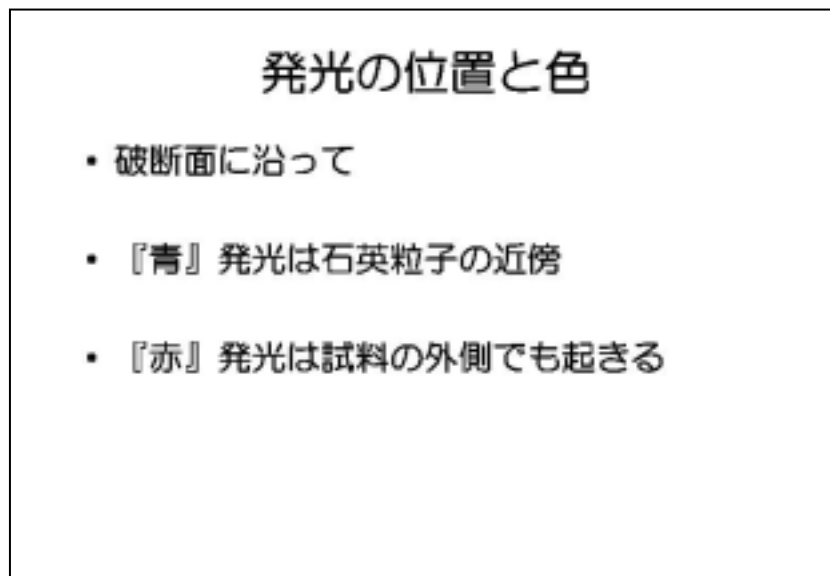 発光の位置と色
・ 破断面に沿って
・ 『青』発光は石英粒子の近傍
・ 『赤』発光は試料の外側でも起きる